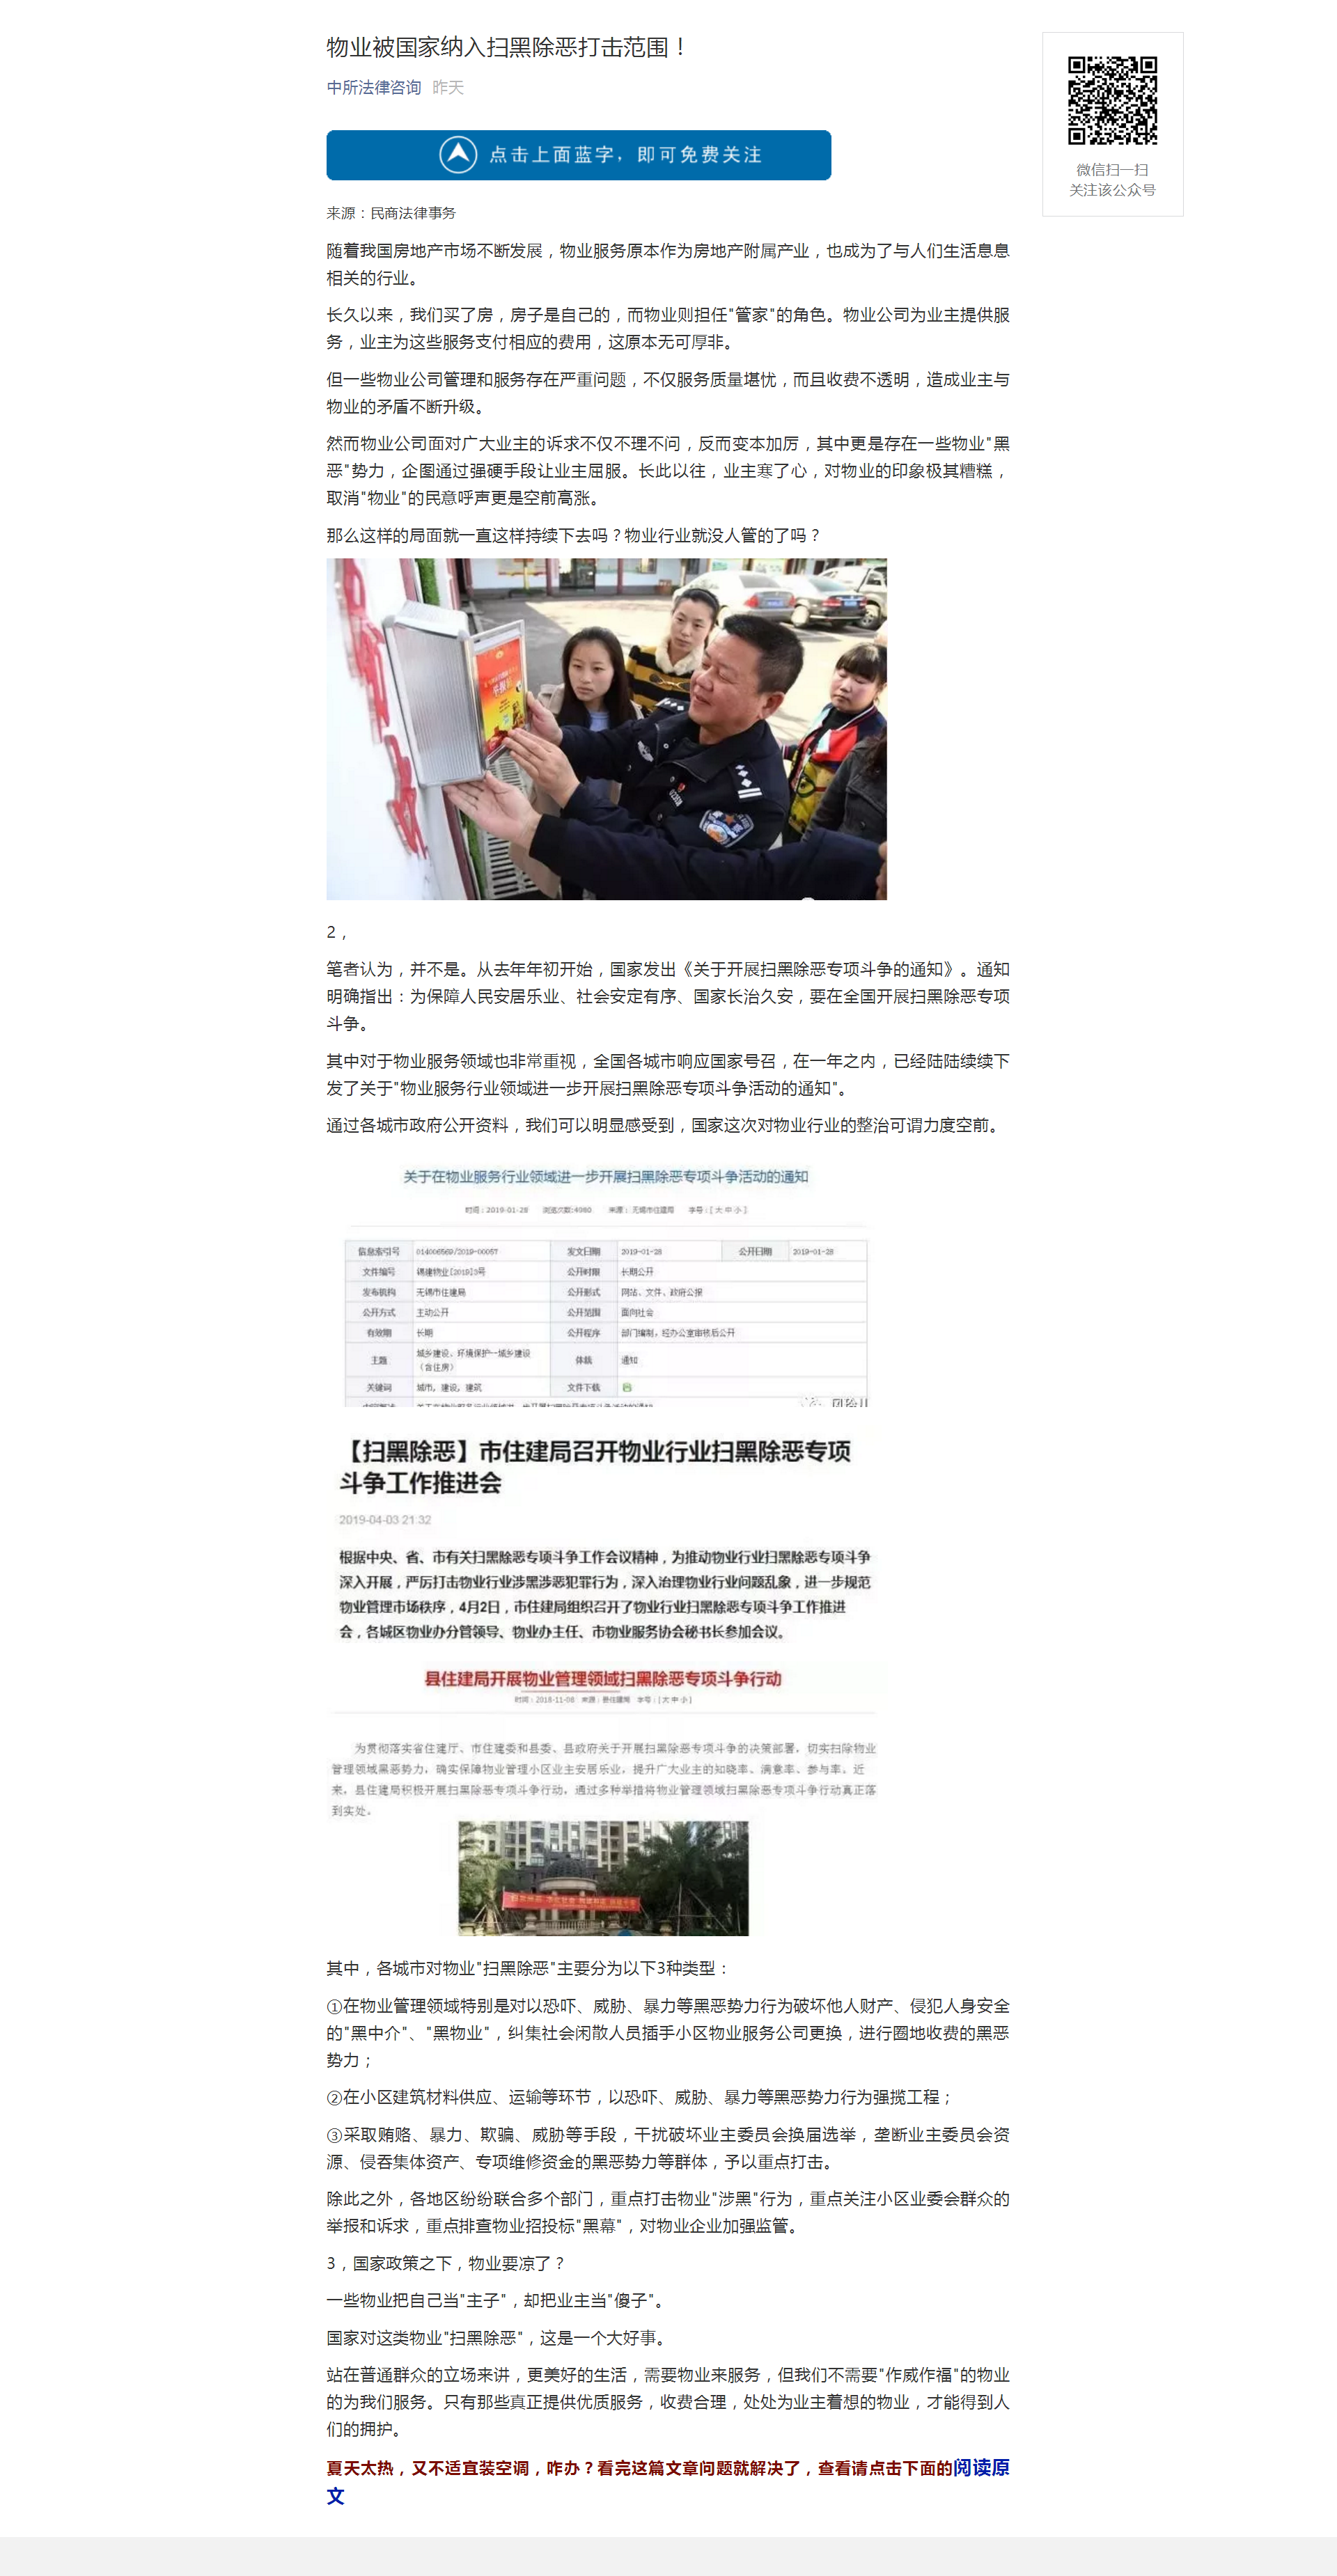 物业被国家纳入扫黑除恶打击范围！
中所法律咨询 昨天
微信扫一扫
关注该公众号
点击上面蓝字，即可免费关注
来源：民商法律事务
随着我国房地产市场不断发展，物业服务原本作为房地产附属产业，也成为了与人们生活息息
相关的行业。
长久以来，我们买了房，房子是自己的，而物业则担任"管家"的角色。物业公司为业主提供服
务，业主为这些服务支付相应的费用，这原本无可厚非。
但一些物业公司管理和服务存在严重问题，不仅服务质量堪忧，而且收费不透明，造成业主与
物业的矛盾不断升级。
然而物业公司面对广大业主的诉求不仅不理不问，反而变本加厉，其中更是存在一些物业"黑
恶"势力，企图通过强硬手段让业主屈服。长此以往，业主寒了心，对物业的印象极其糟糕，
取消"物业"的民意呼声更是空前高涨。
那么这样的局面就一直这样持续下去吗？物业行业就没人管的了吗？
2，
笔者认为，并不是。从去年年初开始，国家发出《关于开展扫黑除恶专项斗争的通知》。通知
明确指出：为保障人民安居乐业、社会安定有序、国家长治久安，要在全国开展扫黑除恶专项
斗争。
其中对于物业服务领域也非常重视，全国各城市响应国家号召，在一年之内，已经陆陆续续下
发了关于"物业服务行业领域进一步开展扫黑除恶专项斗争活动的通知"。
通过各城市政府公开资料，我们可以明显感受到，国家这次对物业行业的整治可谓力度空前。
关于在物业服务行业领域进一步开展扫黑除恶专项斗争活动的通知
时间：2019-01-28 浏览次数:4980 来源：无锡市住建局 字号：[ 大 中 小 ]
信息索引号 014006569/2019-00057 发文日期 2019-01-28 公开日期 2019-01-28
文件编号 锡建物业[2019]3号 公开时限 长期公开
发布机构 无锡市住建局 公开形式 网站、文件、政府公报
公开方式 主动公开 公开范围 面向社会
有效期 长期 公开程序 部门编制，经办公室审核后公开
主题 城乡建设、环境保护--城乡建设（含住房） 体裁 通知
关键词 城市，建设，建筑 文件下载
【扫黑除恶】市住建局召开物业行业扫黑除恶专项
斗争工作推进会
2019-04-03 21:32
根据中央、省、市有关扫黑除恶专项斗争工作会议精神，为推动物业行业扫黑除恶专项斗争
深入开展，严厉打击物业行业涉黑涉恶犯罪行为，深入治理物业行业问题乱象，进一步规范
物业管理市场秩序，4月2日，市住建局组织召开了物业行业扫黑除恶专项斗争工作推进
会，各城区物业办分管领导、物业办主任、市物业服务协会秘书长参加会议。
县住建局开展物业管理领域扫黑除恶专项斗争行动
时间：2018-11-08 来源：县住建局 字号：[ 大 中 小 ]
为贯彻落实省住建厅、市住建委和县委、县政府关于开展扫黑除恶专项斗争的决策部署，切实扫除物业
管理领域黑恶势力，确实保障物业管理小区业主安居乐业，提升广大业主的知晓率、满意率、参与率。近
来，县住建局积极开展扫黑除恶专项斗争行动，通过多种举措将物业管理领域扫黑除恶专项斗争行动真正落
到实处。
其中，各城市对物业"扫黑除恶"主要分为以下3种类型：
①在物业管理领域特别是对以恐吓、威胁、暴力等黑恶势力行为破坏他人财产、侵犯人身安全
的"黑中介"、"黑物业"，纠集社会闲散人员插手小区物业服务公司更换，进行圈地收费的黑恶
势力；
②在小区建筑材料供应、运输等环节，以恐吓、威胁、暴力等黑恶势力行为强揽工程；
③采取贿赂、暴力、欺骗、威胁等手段，干扰破坏业主委员会换届选举，垄断业主委员会资
源、侵吞集体资产、专项维修资金的黑恶势力等群体，予以重点打击。
除此之外，各地区纷纷联合多个部门，重点打击物业"涉黑"行为，重点关注小区业委会群众的
举报和诉求，重点排查物业招投标"黑幕"，对物业企业加强监管。
3，国家政策之下，物业要凉了？
一些物业把自己当"主子"，却把业主当"傻子"。
国家对这类物业"扫黑除恶"，这是一个大好事。
站在普通群众的立场来讲，更美好的生活，需要物业来服务，但我们不需要"作威作福"的物业
的为我们服务。只有那些真正提供优质服务，收费合理，处处为业主着想的物业，才能得到人
们的拥护。
夏天太热，又不适宜装空调，咋办？看完这篇文章问题就解决了，查看请点击下面的阅读原
文